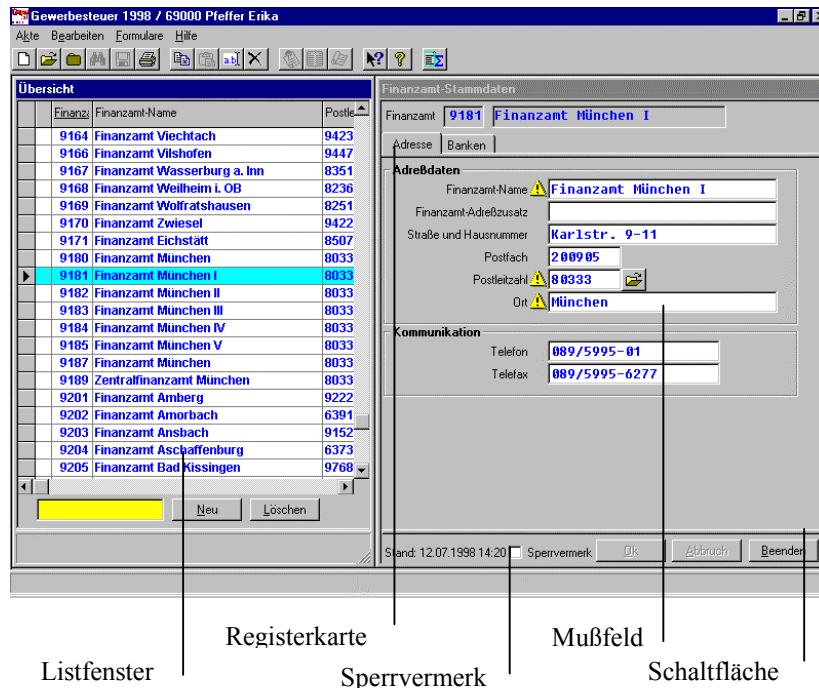 Gewerbesteuer 1998 / 69000 Pfeffer Erika
Akte Bearbeiten Formulare Hilfe
Übersicht
Finanza Finanzamt-Name Postle
9164 Finanzamt Viechtach 9423
9166 Finanzamt Vilshofen 9447
9167 Finanzamt Wasserburg a. Inn 8351
9168 Finanzamt Weilheim i. OB 8236
9169 Finanzamt Wolfratshausen 8251
9170 Finanzamt Zwiesel 9422
9171 Finanzamt Eichstätt 8507
9180 Finanzamt München 8033
9181 Finanzamt München I 8033
9182 Finanzamt München II 8033
9183 Finanzamt München III 8033
9184 Finanzamt München IV 8033
9185 Finanzamt München V 8033
9187 Finanzamt München 8033
9189 Zentralfinanzamt München 8033
9201 Finanzamt Amberg 9222
9202 Finanzamt Amorbach 6391
9203 Finanzamt Ansbach 9152
9204 Finanzamt Aschaffenburg 6373
9205 Finanzamt Bad Kissingen 9768
Neu Löschen
Finanzamt-Stammdaten
Finanzamt 9181 Finanzamt München I
Adresse Banken
Adreßdaten
Finanzamt-Name Finanzamt München I
Finanzamt-Adreßzusatz
Straße und Hausnummer Karlstr. 9-11
Postfach 200905
Postleitzahl 80333
Ort München
Kommunikation
Telefon 089/5995-01
Telefax 089/5995-6277
Stand: 12.07.1998 14:20 Sperrvermerk Ok Abbruch Beenden
Registerkarte Mußfeld
Listfenster Sperrvermerk Schaltfläche